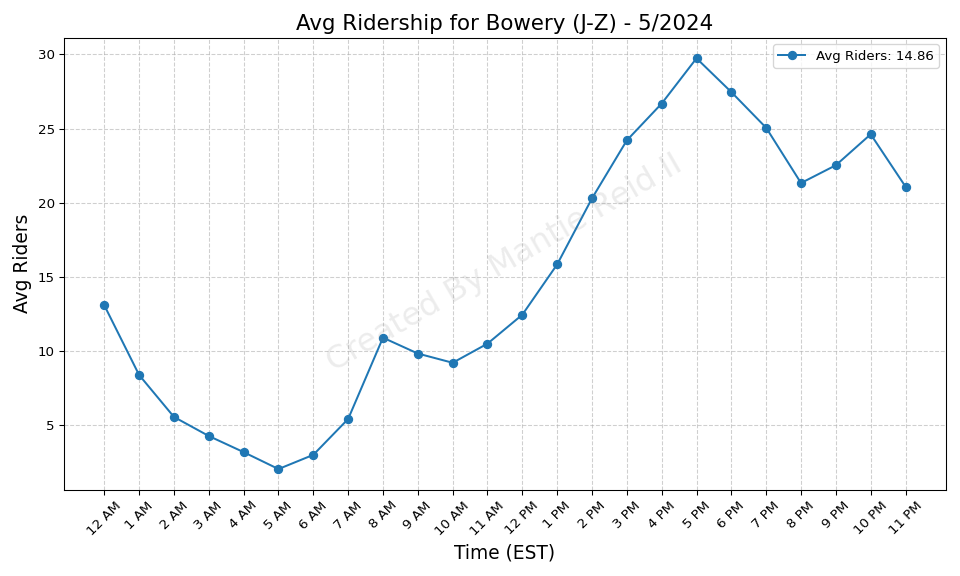 Avg Ridership for Bowery (J-Z) - 5/2024
Avg Riders: 14.86
30
25
20
15
10
5
Avg Riders
Created By Mantie Reid II
12 AM
1 AM
2 AM
3 AM
4 AM
5 AM
6 AM
7 AM
8 AM
9 AM
10 AM
11 AM
12 PM
1 PM
2 PM
3 PM
4 PM
5 PM
6 PM
7 PM
8 PM
9 PM
10 PM
11 PM
Time (EST)